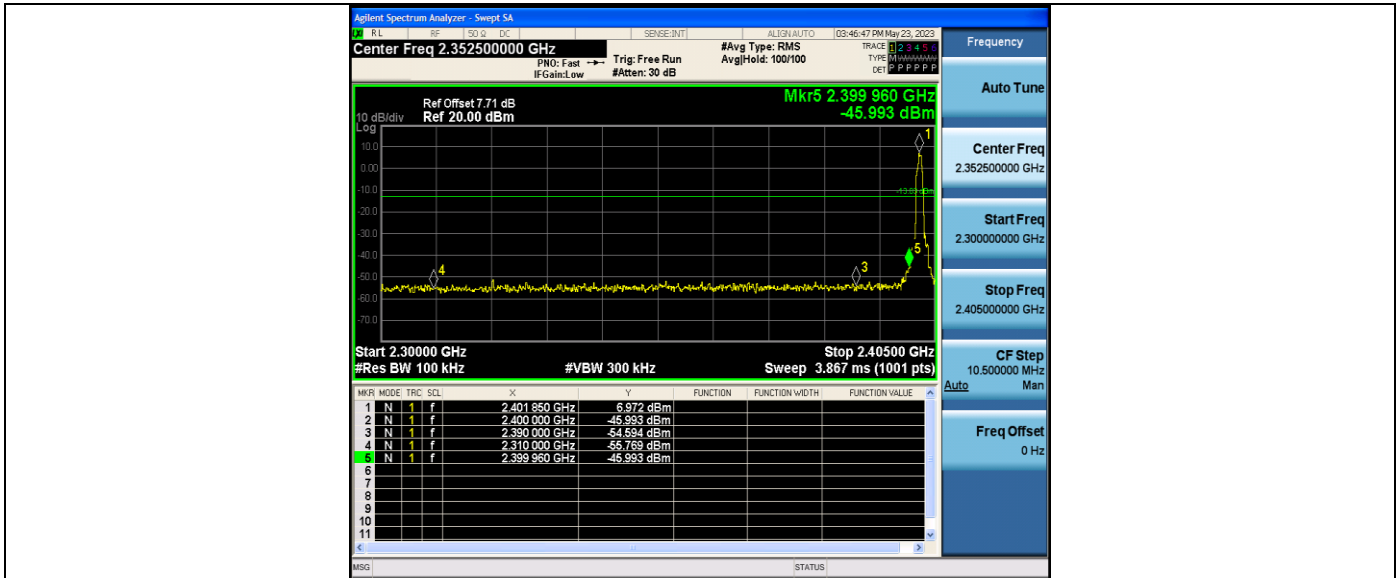 Agilent Spectrum Analyzer - Swept SA
RL RF 50 Ω DC SENSE:INT ALIGN AUTO 03:46:47 PM May 23, 2023
Center Freq 2.352500000 GHz
PNO: Fast
IFGain:Low
Trig: Free Run
#Atten: 30 dB
#Avg Type: RMS
Avg|Hold: 100/100
TRACE 1 2 3 4 5 6
TYPE M
DET P P P P P P
Frequency
Auto Tune
Center Freq
2.352500000 GHz
Start Freq
2.300000000 GHz
Stop Freq
2.405000000 GHz
CF Step
10.500000 MHz
Auto Man
Freq Offset
0 Hz
Mkr5 2.399 960 GHz
-45.993 dBm
Ref Offset 7.71 dB
10 dB/div Ref 20.00 dBm
Log
1
10.0
0.00
-10.0
-20.0
-30.0
5
-40.0
4 3
-50.0
-60.0
-70.0
Start 2.30000 GHz Stop 2.40500 GHz
#Res BW 100 kHz #VBW 300 kHz Sweep 3.867 ms (1001 pts)
MKR MODE TRC SCL X Y FUNCTION FUNCTION WIDTH FUNCTION VALUE
1 N 1 f 2.401 850 GHz 6.972 dBm
2 N 1 f 2.400 000 GHz -45.993 dBm
3 N 1 f 2.390 000 GHz -54.594 dBm
4 N 1 f 2.310 000 GHz -55.769 dBm
5 N 1 f 2.399 960 GHz -45.993 dBm
6
7
8
9
10
11
MSG STATUS